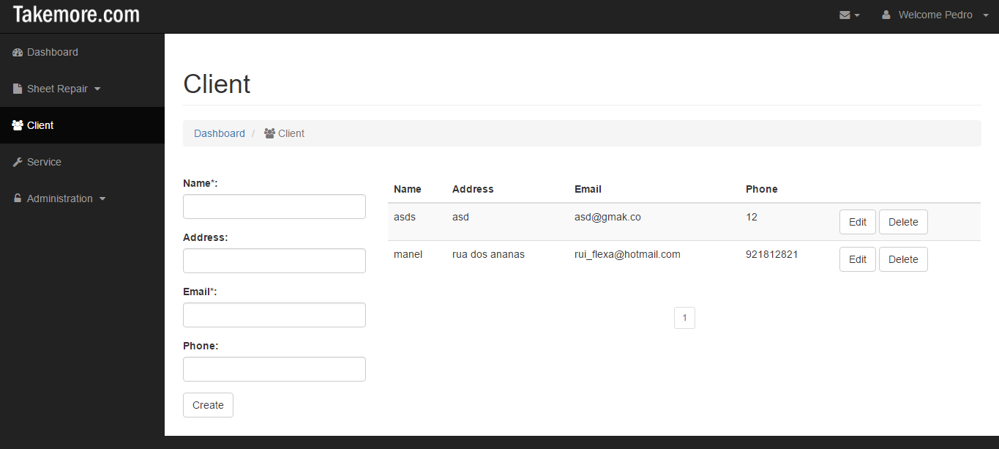 Takemore.com
Welcome Pedro
Dashboard
Sheet Repair
Client
Service
Administration
Client
Dashboard / Client
Name*:
Address:
Email*:
Phone:
Create
Name Address Email Phone
asds asd asd@gmak.co 12 Edit Delete
manel rua dos ananas rui_flexa@hotmail.com 921812821 Edit Delete
1